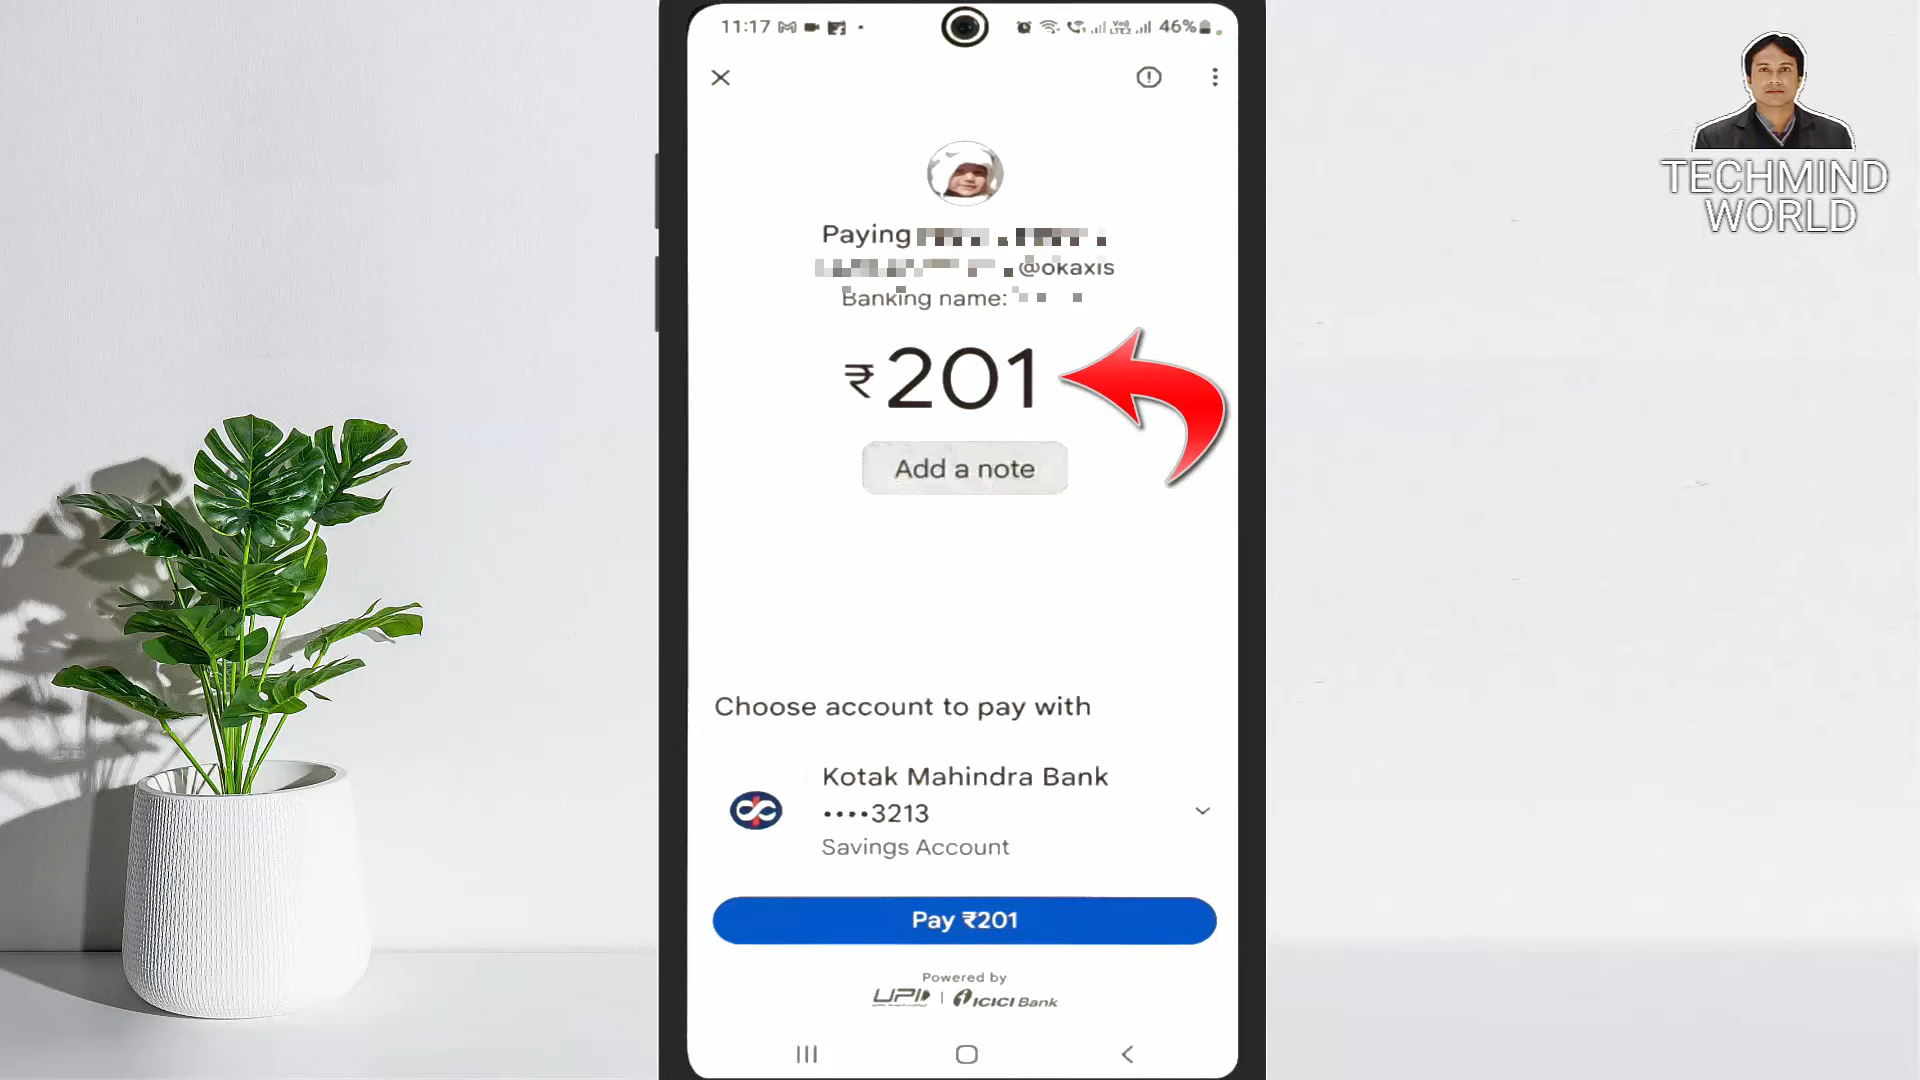 11:17
46%
TECHMIND
WORLD
Paying
@okaxis
Banking name:
₹201
Add a note
Choose account to pay with
Kotak Mahindra Bank
••••3213
Savings Account
Pay ₹201
Powered by
UPI | ICICI Bank